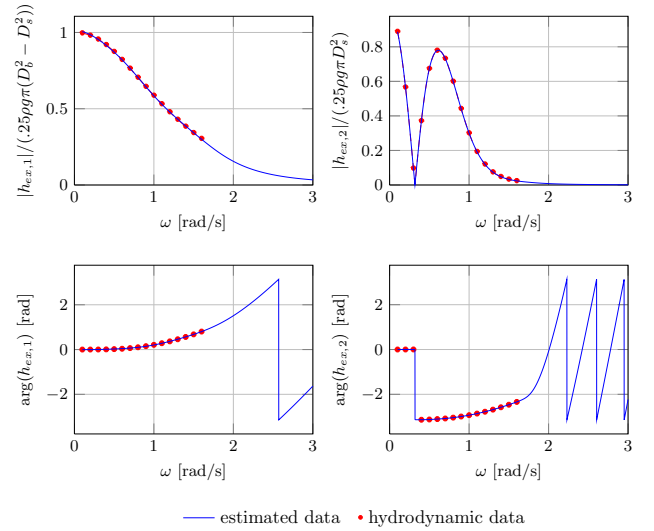 |h_{ex,1}|/(.25ρgπ(D_b^2 − D_s^2))
1
0.5
0
0 1 2 3
ω [rad/s]
|h_{ex,2}|/(.25ρgπD_s^2)
0.8
0.6
0.4
0.2
0
0 1 2 3
ω [rad/s]
arg(h_{ex,1}) [rad]
2
0
−2
0 1 2 3
ω [rad/s]
arg(h_{ex,2}) [rad]
2
0
−2
0 1 2 3
ω [rad/s]
estimated data hydrodynamic data